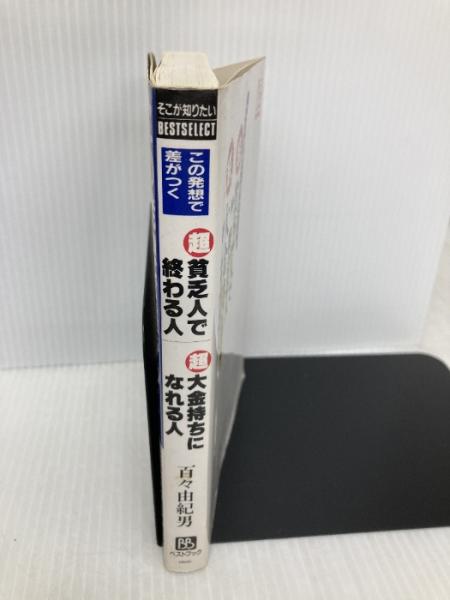 そこが知りたい
BESTSELECT
この発想で
差がつく
超
貧乏人で
終わる人
超
大金持ちに
なれる人
百々由紀男
BB
ベストブック